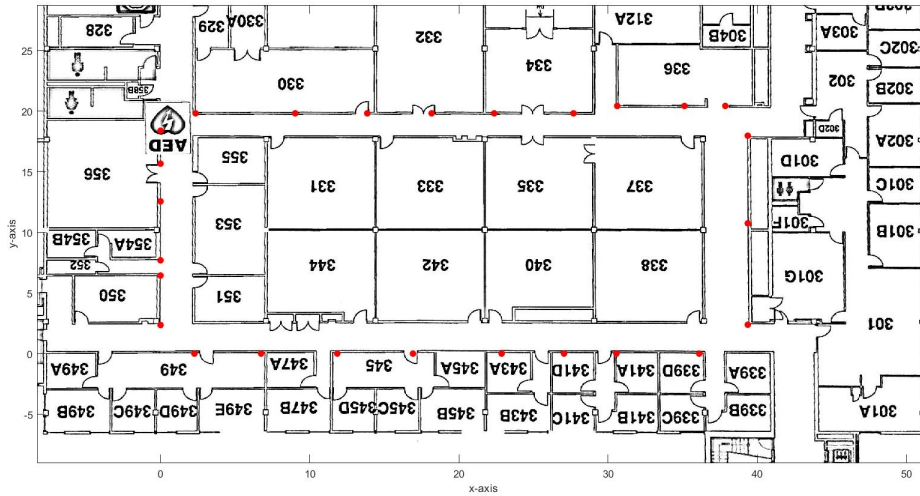 328
329
330A
332
312A
304B
303A
302C
334
336
302
330
358B
302B
AED
302D
302A
356
355
331
333
335
337
301D
301C
353
301F
301B
354B
354A
352
344
342
340
338
301G
350
351
301
349A
349
347A
345
345A
343A
341D
341A
339D
339A
349B
349C
349D
349E
347B
345D
345C
345B
343B
341C
341B
339C
339B
301A
25
20
15
10
5
0
-5
y-axis
0
10
20
30
40
50
x-axis